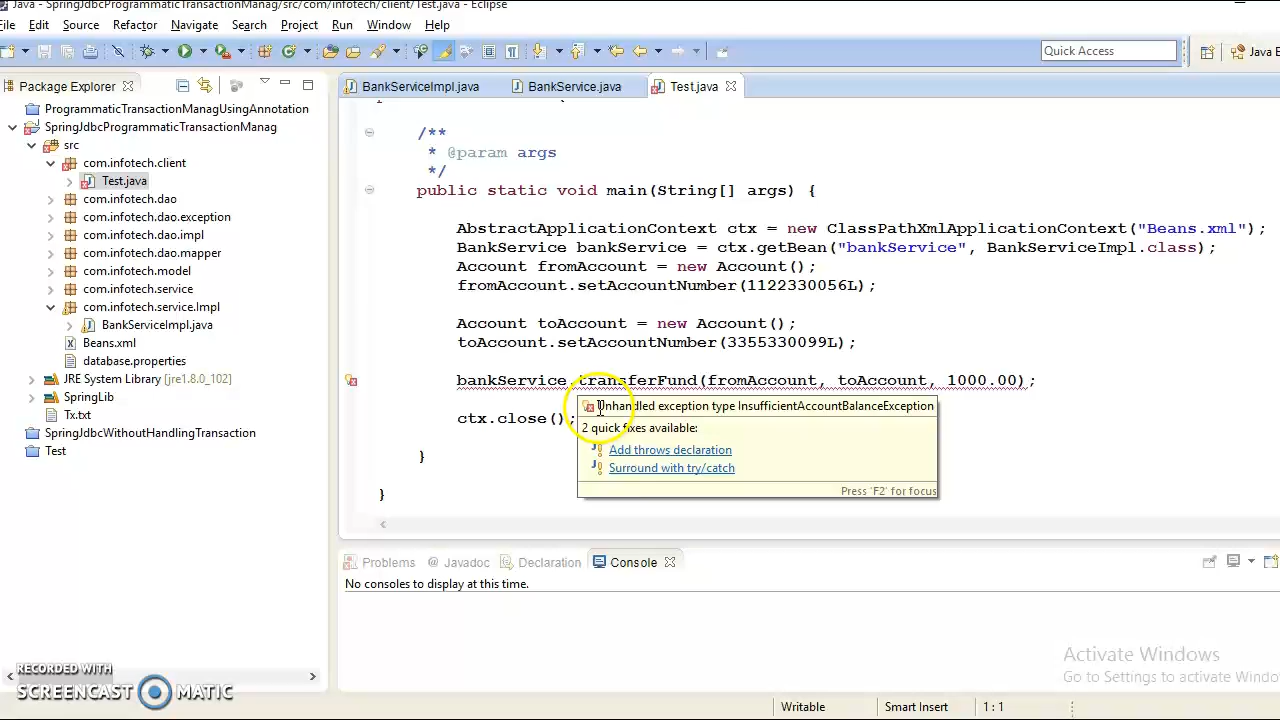 Java - SpringJdbcProgrammaticTransactionManag/src/com/infotech/client/Test.java - Eclipse
File Edit Source Refactor Navigate Search Project Run Window Help
Quick Access
Java E
Package Explorer
BankServiceImpl.java
BankService.java
Test.java
ProgrammaticTransactionManagUsingAnnotation
SpringJdbcProgrammaticTransactionManag
src
com.infotech.client
Test.java
com.infotech.dao
com.infotech.dao.exception
com.infotech.dao.impl
com.infotech.dao.mapper
com.infotech.model
com.infotech.service
com.infotech.service.Impl
BankServiceImpl.java
Beans.xml
database.properties
JRE System Library [jre1.8.0_102]
SpringLib
Tx.txt
SpringJdbcWithoutHandlingTransaction
Test
/**
* @param args
*/
public static void main(String[] args) {
AbstractApplicationContext ctx = new ClassPathXmlApplicationContext("Beans.xml");
BankService bankService = ctx.getBean("bankService", BankServiceImpl.class);
Account fromAccount = new Account();
fromAccount.setAccountNumber(1122330056L);
Account toAccount = new Account();
toAccount.setAccountNumber(3355330099L);
bankService.transferFund(fromAccount, toAccount, 1000.00);
Unhandled exception type InsufficientAccountBalanceException
ctx.close();
2 quick fixes available:
Add throws declaration
Surround with try/catch
Press 'F2' for focus
}
}
Problems @ Javadoc Declaration Console
No consoles to display at this time.
Activate Windows
Go to Settings to activate Win
RECORDED WITH
SCREENCAST MATIC
Writable Smart Insert 1 : 1